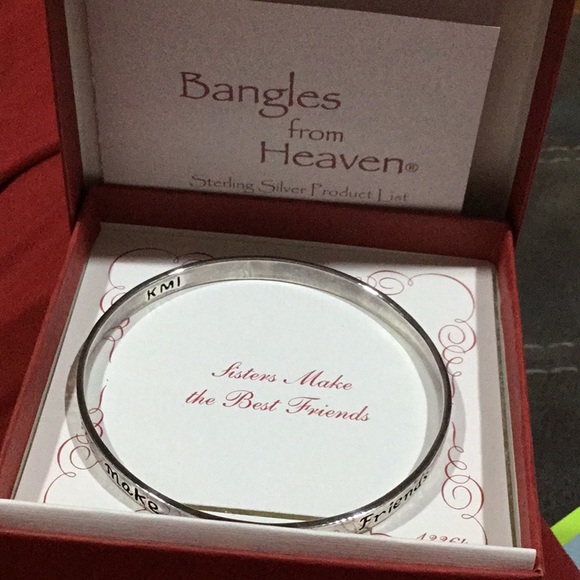 Bangles
from
Heaven®
Sterling Silver Product List
KMI
Sisters Make
the Best Friends
make
Friends